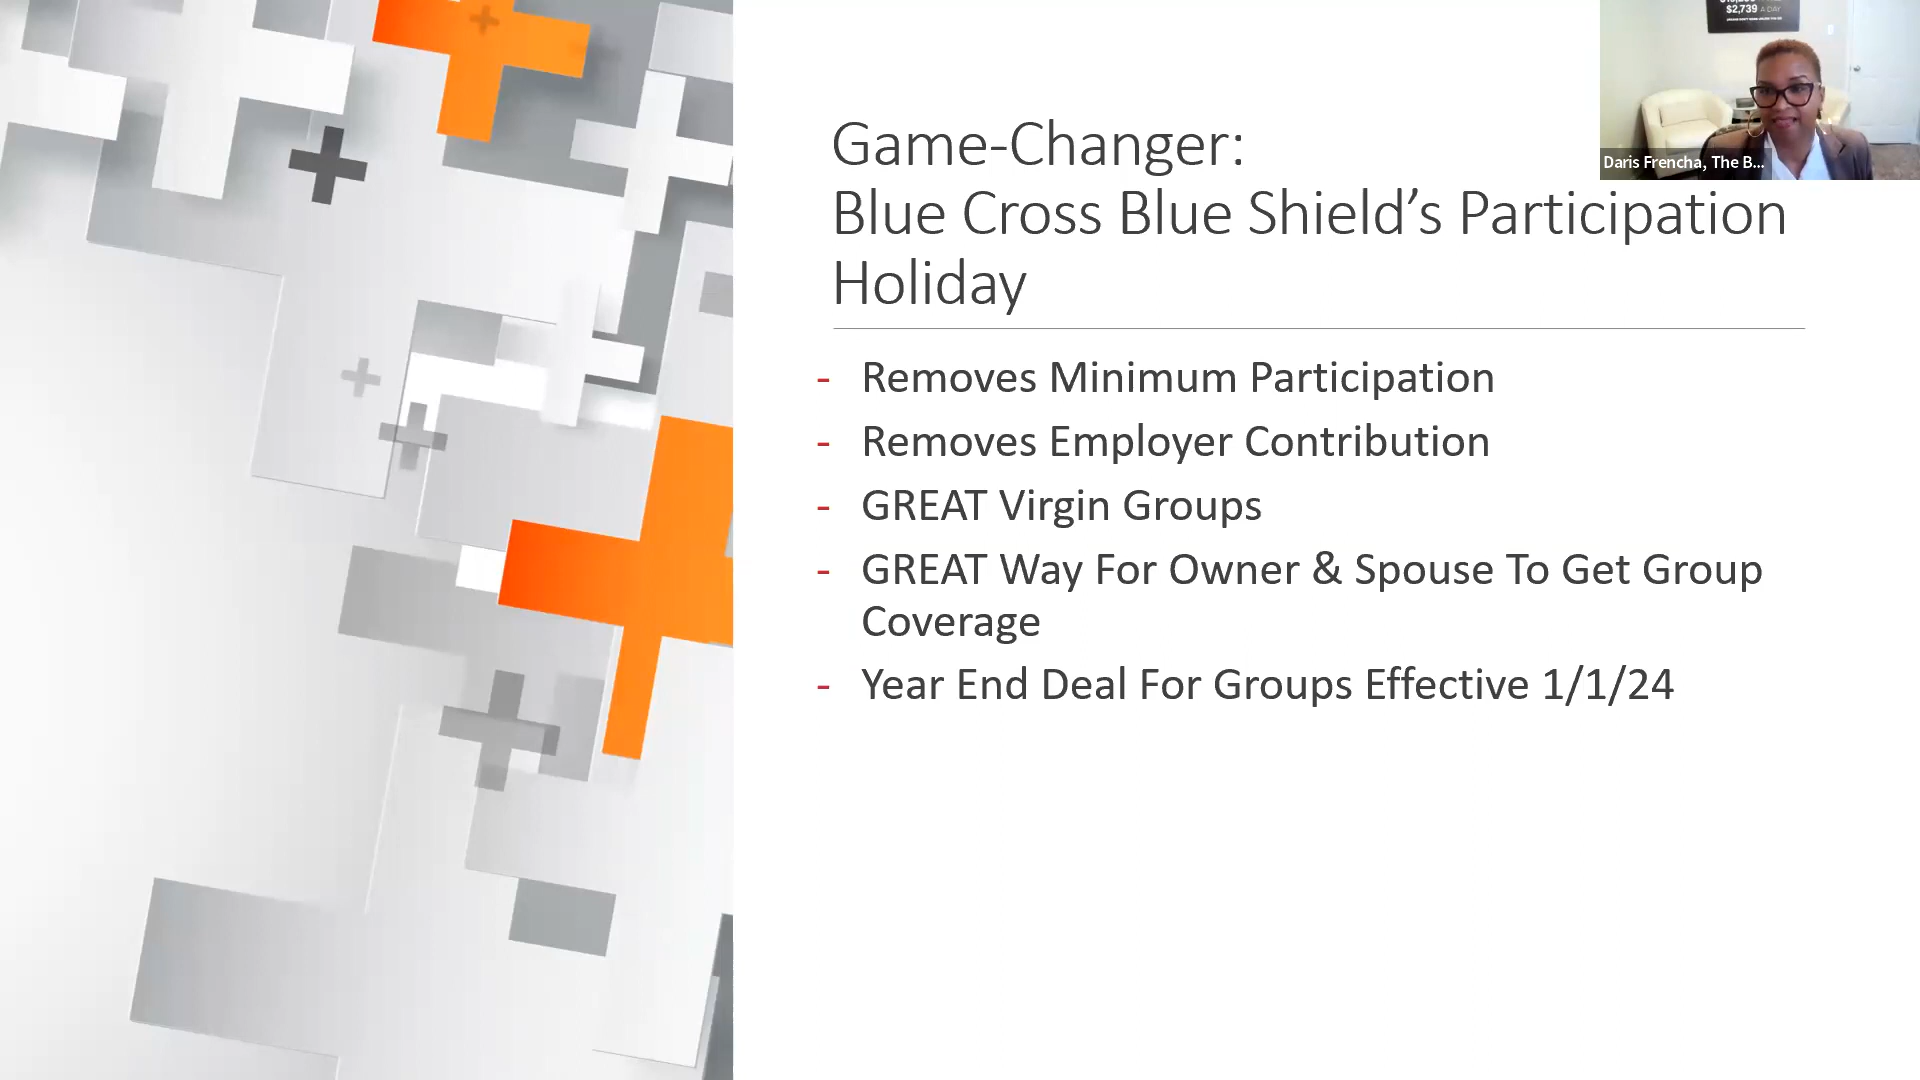 $2,739 A DAY
Daris Frencha, The B...
Game-Changer:
Blue Cross Blue Shield’s Participation
Holiday
- Removes Minimum Participation
- Removes Employer Contribution
- GREAT Virgin Groups
- GREAT Way For Owner & Spouse To Get Group
Coverage
- Year End Deal For Groups Effective 1/1/24